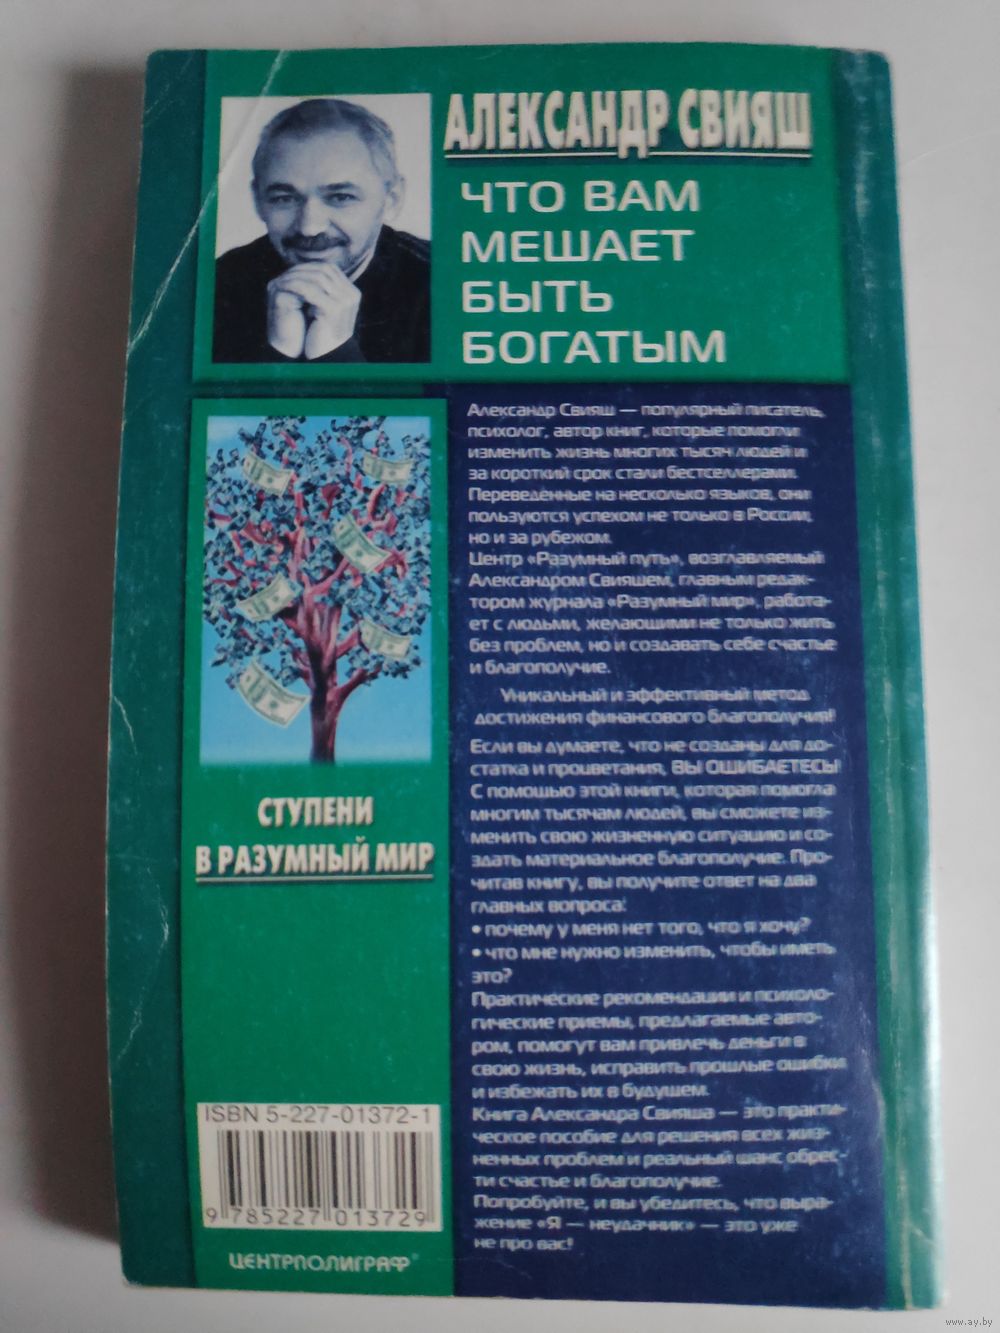 АЛЕКСАНДР СВИЯШ
ЧТО ВАМ
МЕШАЕТ
БЫТЬ
БОГАТЫМ
Александр Свияш — популярный писатель,
психолог, автор книг, которые помогли
изменить жизнь многих тысяч людей и
за короткий срок стали бестселлерами.
Переведенные на несколько языков, они
пользуются успехом не только в России,
но и за рубежом.
Центр «Разумный путь», возглавляемый
Александром Свияшем, главным редак-
тором журнала «Разумный мир», работа-
ет с людьми, желающими не только жить
без проблем, но и создавать себе счастье
и благополучие.
Уникальный и эффективный метод
достижения финансового благополучия!
Если вы думаете, что не созданы для до-
статка и процветания, ВЫ ОШИБАЕТЕСЬ!
С помощью этой книги, которая помогла
многим тысячам людей, вы сможете из-
менить свою жизненную ситуацию и со-
здать материальное благополучие. Про-
читав книгу, вы получите ответ на два
главных вопроса:
• почему у меня нет того, что я хочу?
• что мне нужно изменить, чтобы иметь
это?
Практические рекомендации и психоло-
гические приемы, предлагаемые авто-
ром, помогут вам привлечь деньги в
свою жизнь, исправить прошлые ошибки
и избежать их в будущем.
Книга Александра Свияша — это практи-
ческое пособие для решения всех жиз-
ненных проблем и реальный шанс обрес-
ти счастье и благополучие.
Попробуйте, и вы убедитесь, что выра-
жение «Я — неудачник» — это уже
не про вас!
СТУПЕНИ
В РАЗУМНЫЙ МИР
ISBN 5-227-01372-1
9 785227 013729
ЦЕНТРПОЛИГРАФ®
www.ay.by